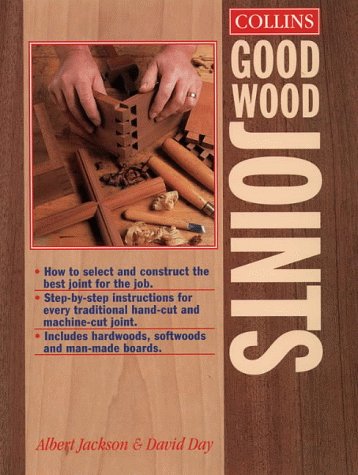 COLLINS
GOOD
WOOD
JOINTS
• How to select and construct the
best joint for the job.
• Step-by-step instructions for
every traditional hand-cut and
machine-cut joint.
• Includes hardwoods, softwoods
and man-made boards.
Albert Jackson & David Day